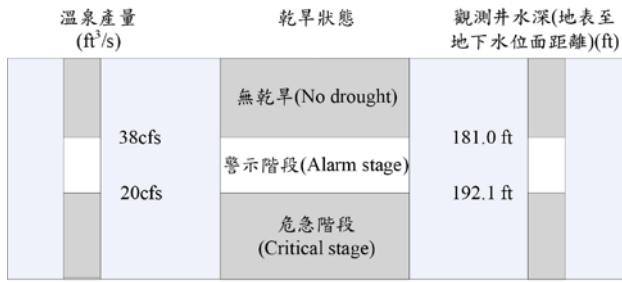 溫泉產量
(ft³/s)
乾旱狀態
觀測井水深(地表至
地下水位面距離)(ft)
無乾旱(No drought)
38cfs
181.0 ft
警示階段(Alarm stage)
20cfs
192.1 ft
危急階段
(Critical stage)